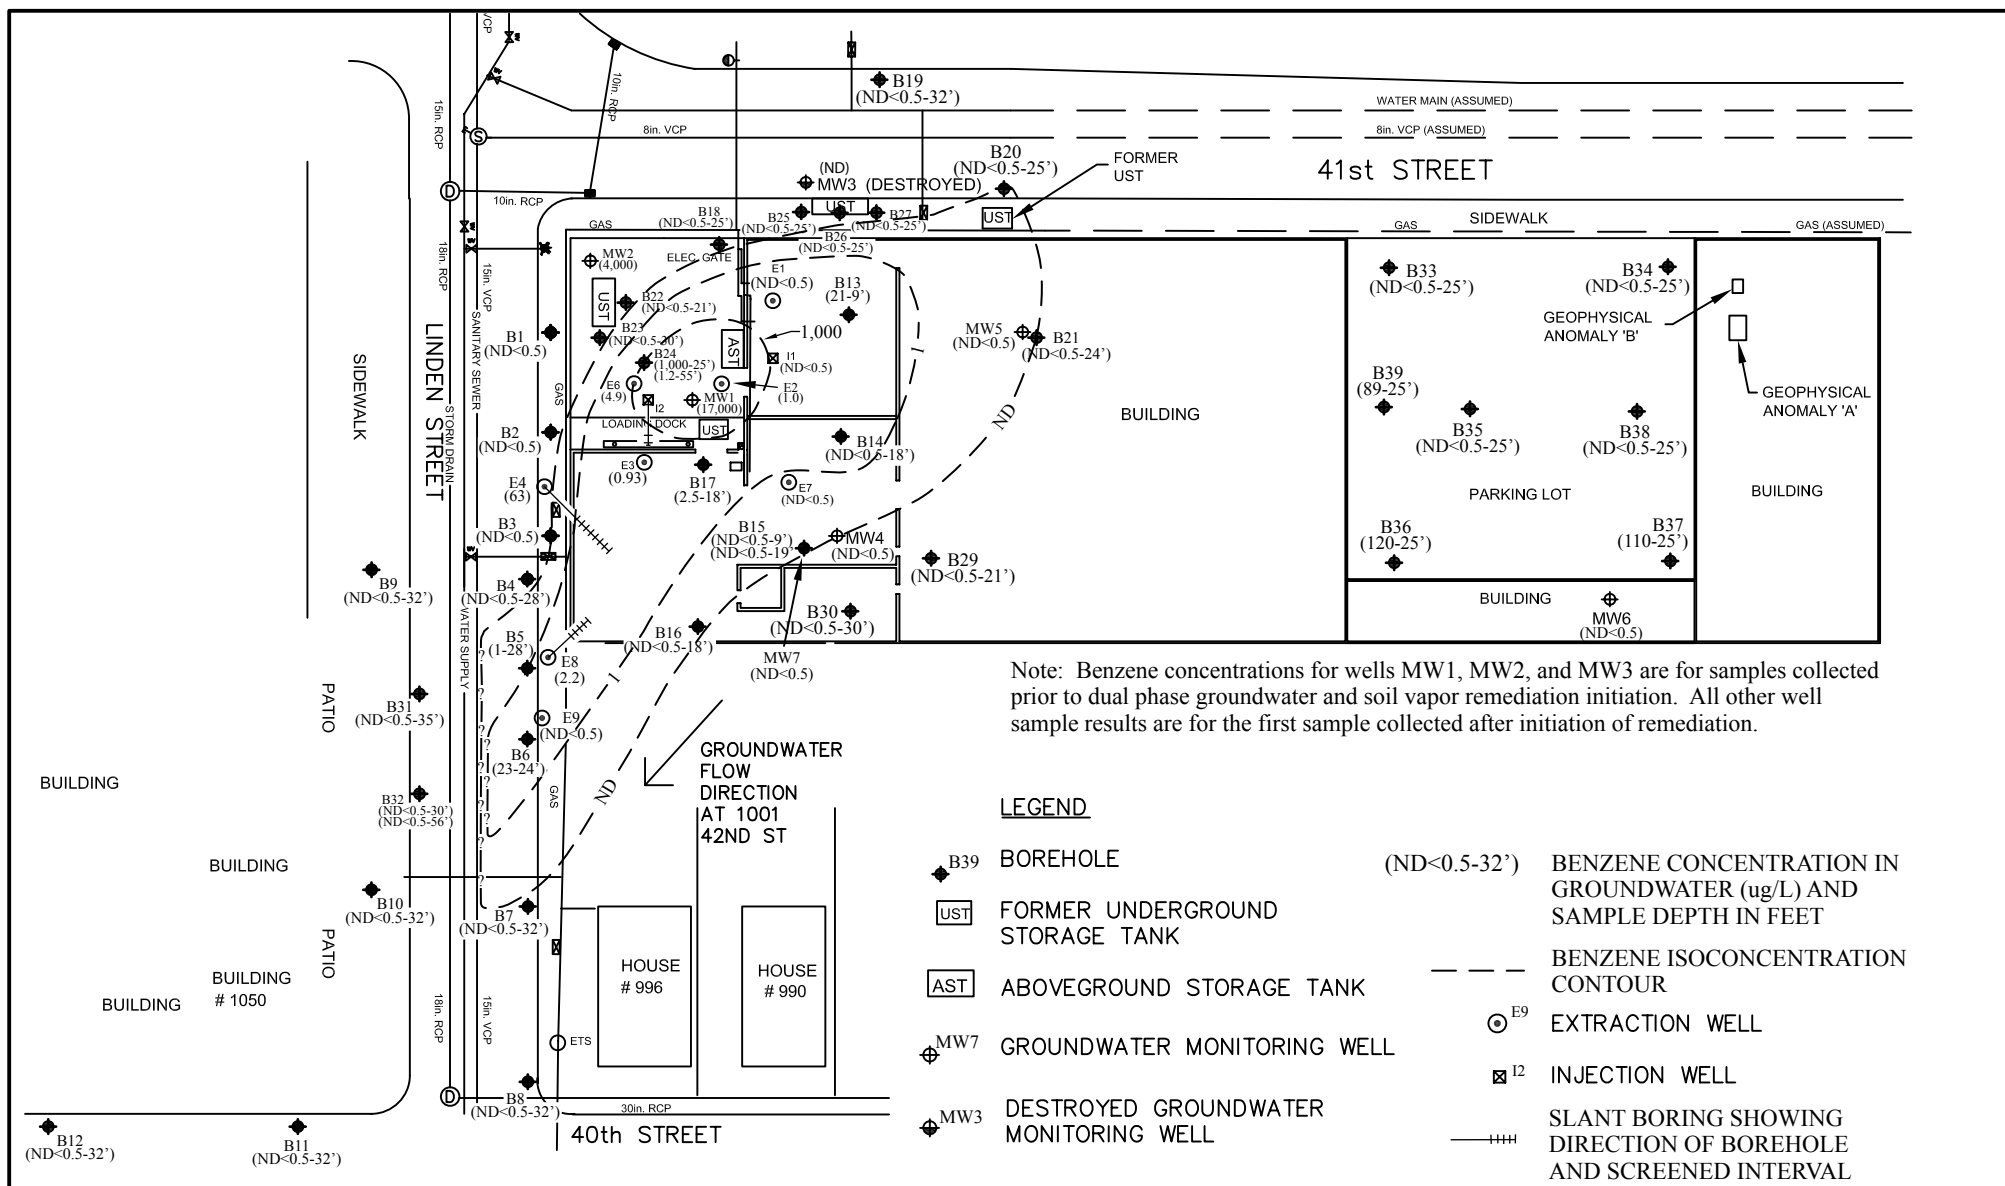 VCP
10in. RCP
15in. RCP
B19
(ND<0.5-32')
WATER MAIN (ASSUMED)
8in. VCP
8in. VCP (ASSUMED)
S
D
10in. RCP
(ND)
MW3 (DESTROYED)
B20
(ND<0.5-25')
FORMER
UST
41st STREET
UST
UST
SIDEWALK
GAS
GAS
GAS (ASSUMED)
B18
(ND<0.5-25')
B25
(ND<0.5-25')
B27
(ND<0.5-25')
B26
(ND<0.5-25')
ELEC. GATE
18in. RCP
15in. VCP
SANITARY SEWER
MW2
(4,000)
UST
B22
(ND<0.5-21')
B23
(ND<0.5-30')
B24
(1,000-25')
(1.2-55')
E1
(ND<0.5)
B13
(21-9')
1,000
AST
I1
(ND<0.5)
E6
(4.9)
E2
(1.0)
I2
MW1
(17,000)
LOADING DOCK
UST
E3
(0.93)
B17
(2.5-18')
B14
(ND<0.5-18')
E7
(ND<0.5)
1
ND
MW5
(ND<0.5)
B21
(ND<0.5-24')
BUILDING
B33
(ND<0.5-25')
B34
(ND<0.5-25')
GEOPHYSICAL
ANOMALY 'B'
GEOPHYSICAL
ANOMALY 'A'
B39
(89-25')
B35
(ND<0.5-25')
B38
(ND<0.5-25')
PARKING LOT
BUILDING
B36
(120-25')
B37
(110-25')
BUILDING
MW6
(ND<0.5)
SIDEWALK
LINDEN STREET
STORM DRAIN
GAS
B1
(ND<0.5)
B2
(ND<0.5)
E4
(63)
B3
(ND<0.5)
B4
(ND<0.5-28')
B5
(1-28')
E8
(2.2)
E9
(ND<0.5)
B6
(23-24')
GAS
WATER SUPPLY
B15
(ND<0.5-9')
(ND<0.5-19')
MW4
(ND<0.5)
B29
(ND<0.5-21')
B16
(ND<0.5-18')
B30
(ND<0.5-30')
MW7
(ND<0.5)
1
ND
? ? ? ? ? ? ? ? ?
B9
(ND<0.5-32')
B31
(ND<0.5-35')
B32
(ND<0.5-30')
(ND<0.5-56')
PATIO
BUILDING
BUILDING
B10
(ND<0.5-32')
PATIO
BUILDING
# 1050
BUILDING
B7
(ND<0.5-32')
18in. RCP
15in. VCP
ETS
D
B8
(ND<0.5-32')
30in. RCP
40th STREET
B12
(ND<0.5-32')
B11
(ND<0.5-32')
HOUSE
# 996
HOUSE
# 990
GROUNDWATER
FLOW
DIRECTION
AT 1001
42ND ST
Note: Benzene concentrations for wells MW1, MW2, and MW3 are for samples collected
prior to dual phase groundwater and soil vapor remediation initiation. All other well
sample results are for the first sample collected after initiation of remediation.
LEGEND
B39 BOREHOLE
UST FORMER UNDERGROUND
STORAGE TANK
AST ABOVEGROUND STORAGE TANK
MW7 GROUNDWATER MONITORING WELL
MW3 DESTROYED GROUNDWATER
MONITORING WELL
(ND<0.5-32') BENZENE CONCENTRATION IN
GROUNDWATER (ug/L) AND
SAMPLE DEPTH IN FEET
BENZENE ISOCONCENTRATION
CONTOUR
E9 EXTRACTION WELL
I2 INJECTION WELL
SLANT BORING SHOWING
DIRECTION OF BOREHOLE
AND SCREENED INTERVAL